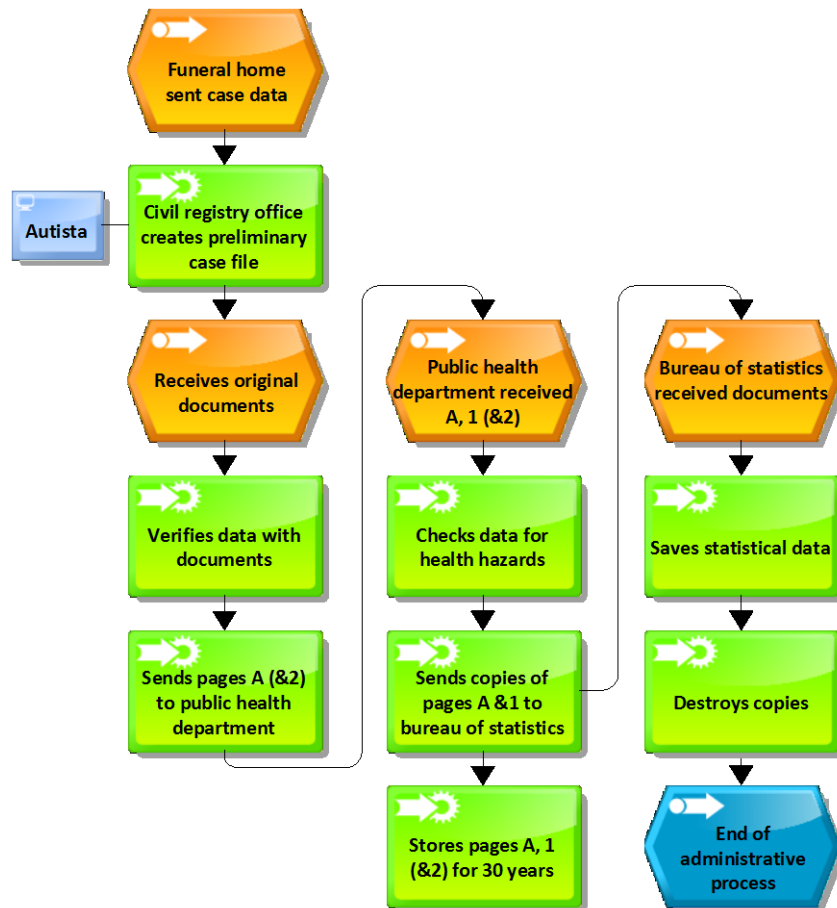 Funeral home
sent case data
Autista
Civil registry office
creates preliminary
case file
Receives original
documents
Verifies data with
documents
Sends pages A (&2)
to public health
department
Public health
department received
A, 1 (&2)
Checks data for
health hazards
Sends copies of
pages A &1 to
bureau of statistics
Stores pages A, 1
(&2) for 30 years
Bureau of statistics
received documents
Saves statistical data
Destroys copies
End of
administrative
process